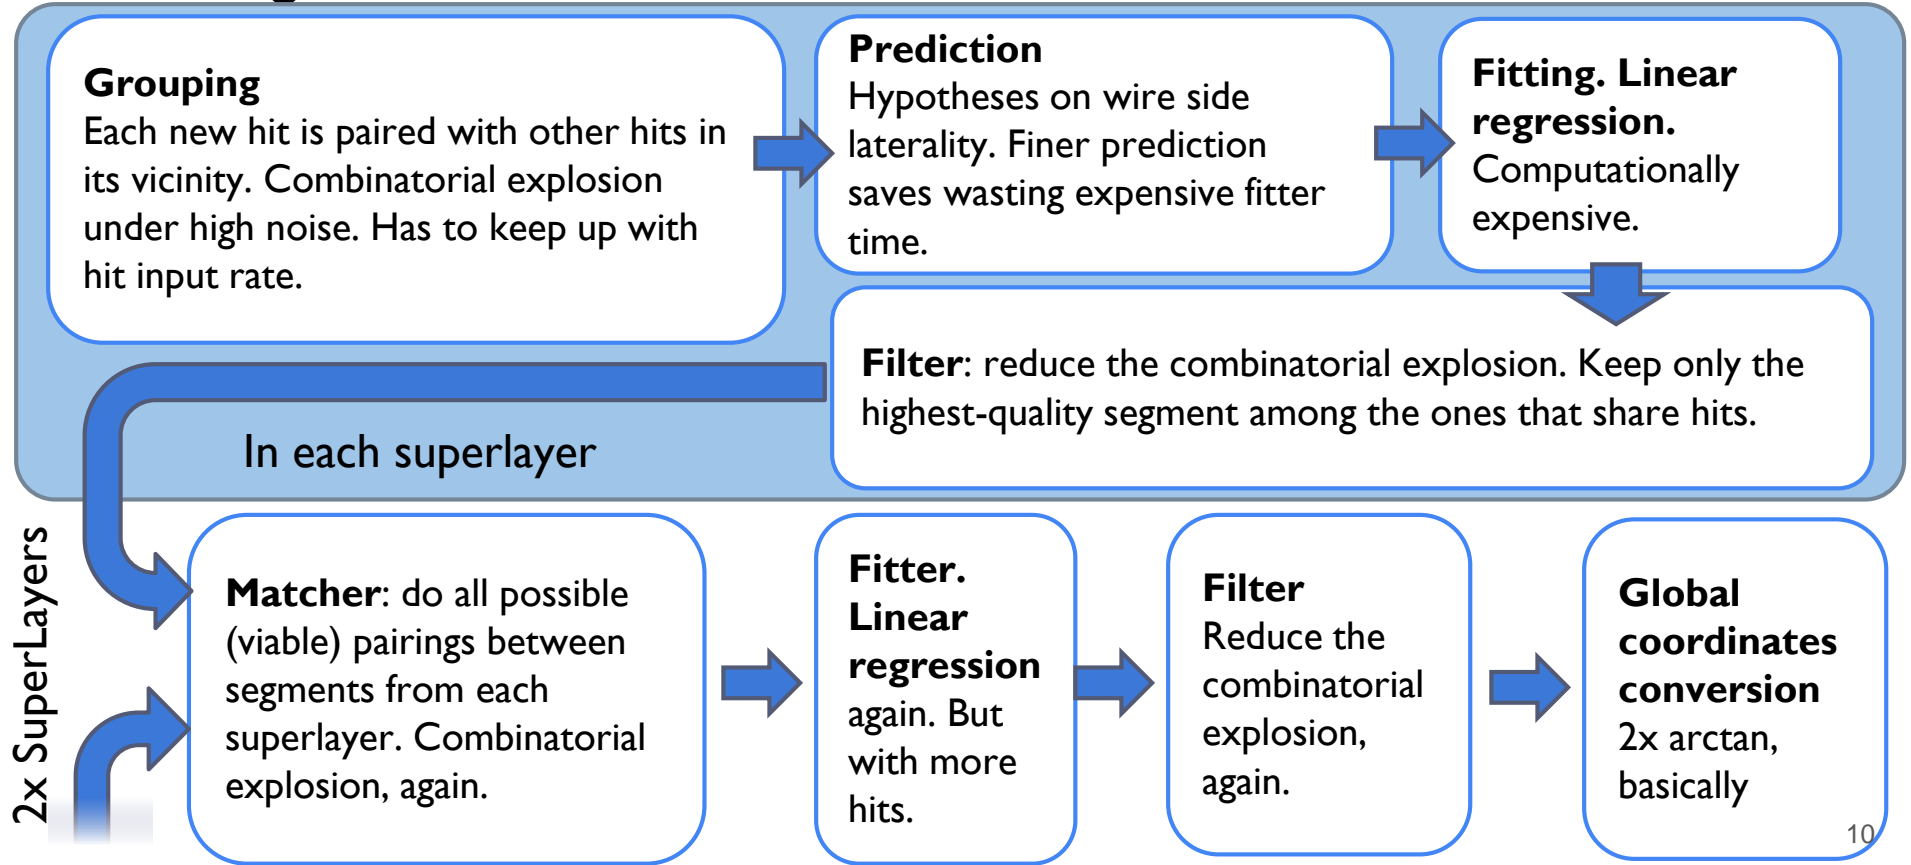 Grouping
Each new hit is paired with other hits in
its vicinity. Combinatorial explosion
under high noise. Has to keep up with
hit input rate.
Prediction
Hypotheses on wire side
laterality. Finer prediction
saves wasting expensive fitter
time.
Fitting. Linear
regression.
Computationally
expensive.
Filter: reduce the combinatorial explosion. Keep only the
highest-quality segment among the ones that share hits.
In each superlayer
2x SuperLayers
Matcher: do all possible
(viable) pairings between
segments from each
superlayer. Combinatorial
explosion, again.
Fitter.
Linear
regression
again. But
with more
hits.
Filter
Reduce the
combinatorial
explosion,
again.
Global
coordinates
conversion
2x arctan,
basically
10